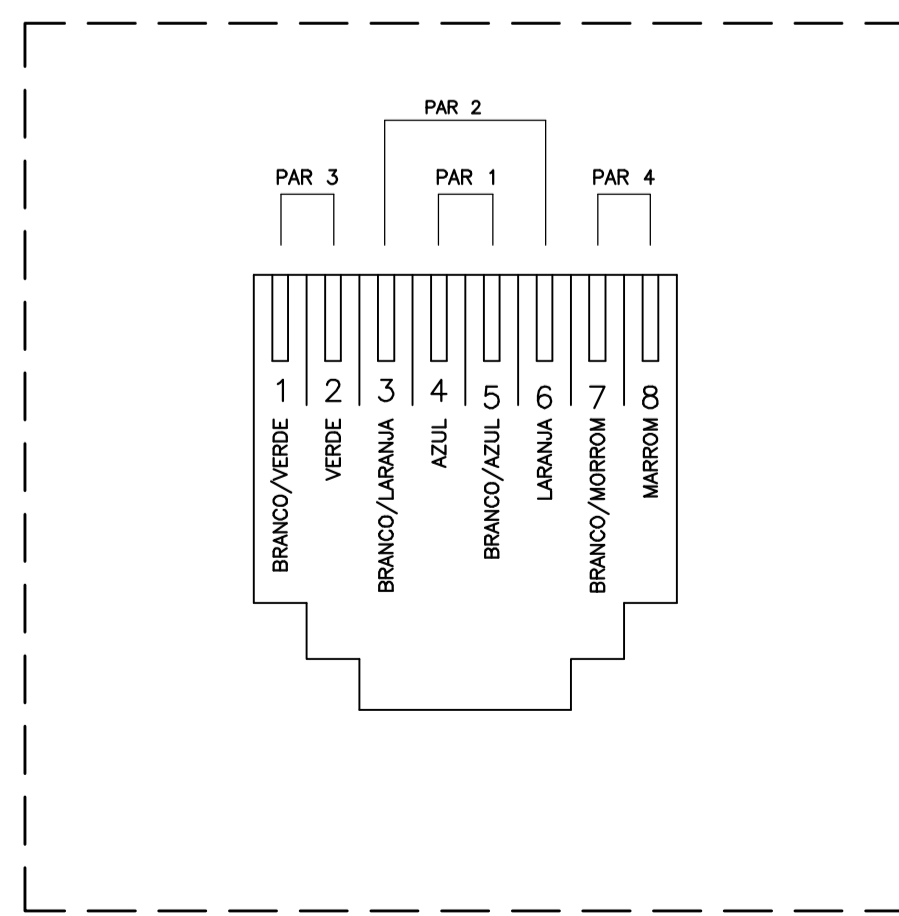 PAR 2
PAR 3
PAR 1
PAR 4
1
2
3
4
5
6
7
8
BRANCO/VERDE
VERDE
BRANCO/LARANJA
AZUL
BRANCO/AZUL
LARANJA
BRANCO/MORROM
MARROM